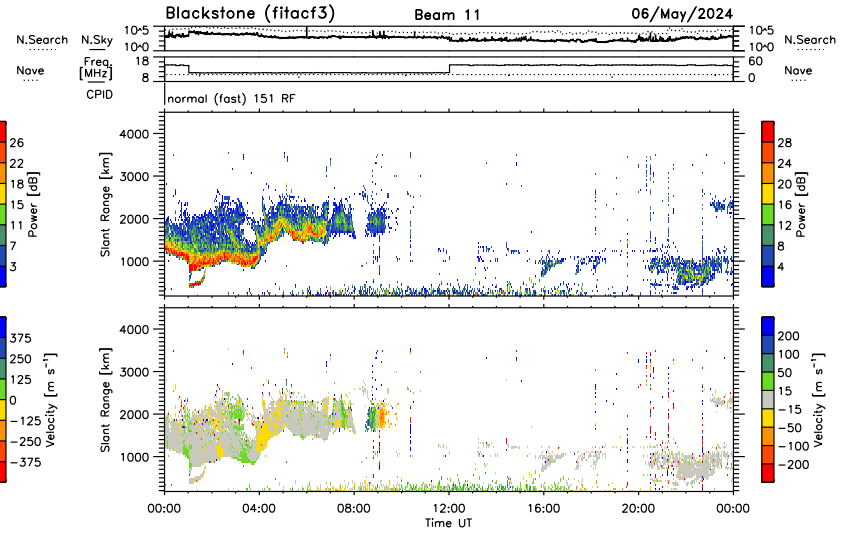 Blackstone (fitacf3) Beam 11 06/May/2024
N.Search N.Sky 10^5 10^0 10^5 10^0 N.Search
Nave Freq. [MHz] 18 8 60 0 Nave
CPID normal (fast) 151 RF
Power [dB] 26 22 18 15 11 7 3
Slant Range [km] 4000 3000 2000 1000
28 24 20 16 12 8 4 Power [dB]
Velocity [m s⁻¹] 375 250 125 0 −125 −250 −375
Slant Range [km] 4000 3000 2000 1000
200 100 50 15 −15 −50 −100 −200 Velocity [m s⁻¹]
00:00 04:00 08:00 12:00 16:00 20:00 00:00
Time UT